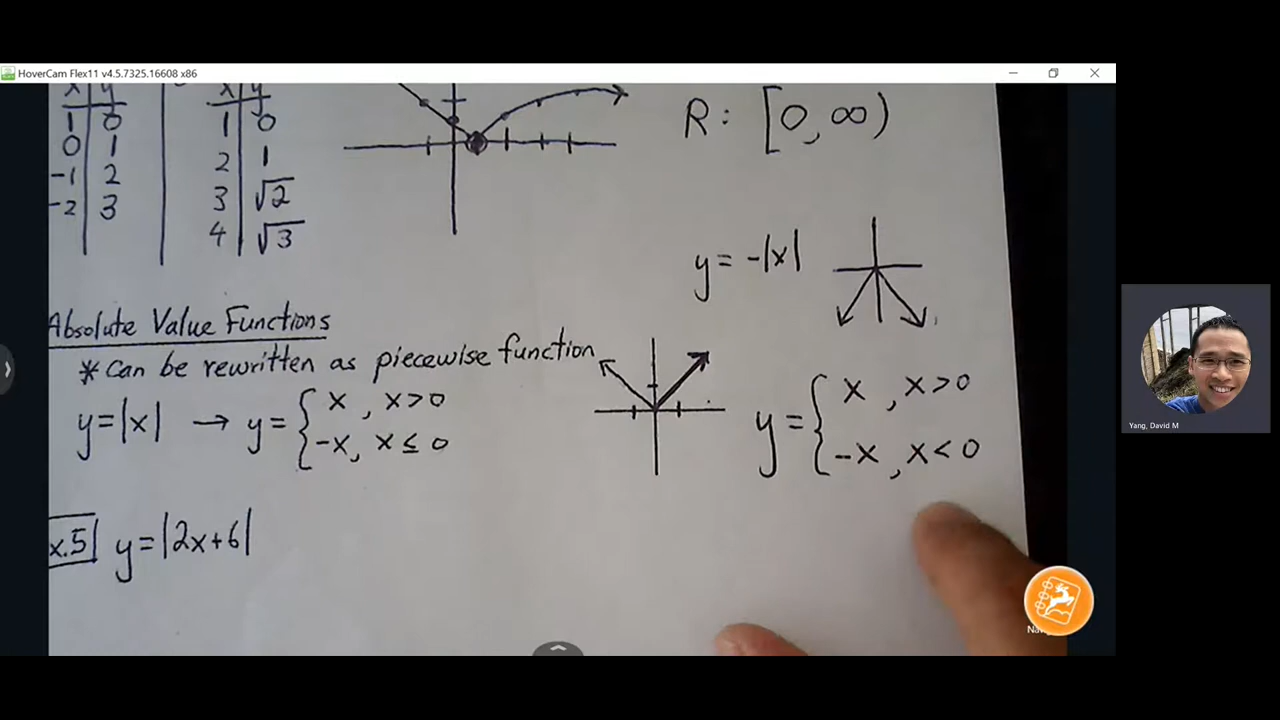 HoverCam Flex11 v4.5.7325.16608 x86
x y
1 0
0 1
-1 2
-2 3
x y
1 0
2 1
3 √2
4 √3
R: [0, ∞)
y = -|x|
Absolute Value Functions
* Can be rewritten as piecewise function
y = |x| → y = { x , x > 0
-x, x ≤ 0
y = { x , x > 0
-x , x < 0
x.5 y = |2x+6|
Yang, David M